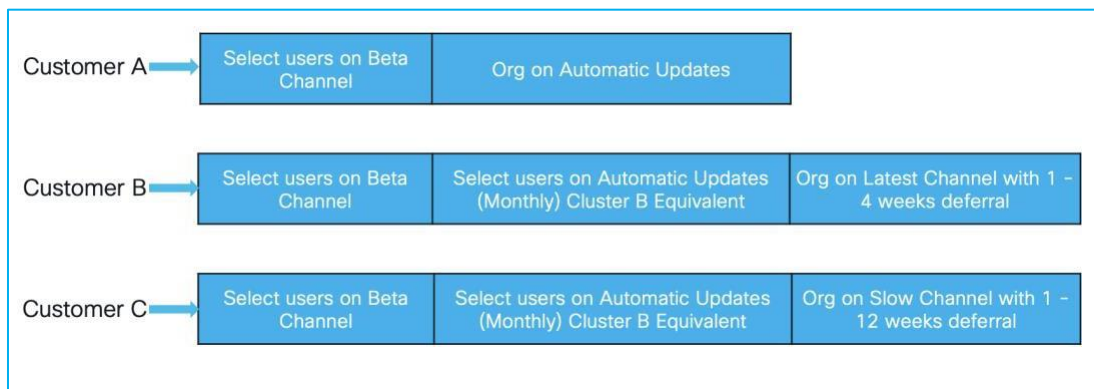 Customer A
Select users on Beta
Channel
Org on Automatic Updates
Customer B
Select users on Beta
Channel
Select users on Automatic Updates
(Monthly) Cluster B Equivalent
Org on Latest Channel with 1 –
4 weeks deferral
Customer C
Select users on Beta
Channel
Select users on Automatic Updates
(Monthly) Cluster B Equivalent
Org on Slow Channel with 1 –
12 weeks deferral